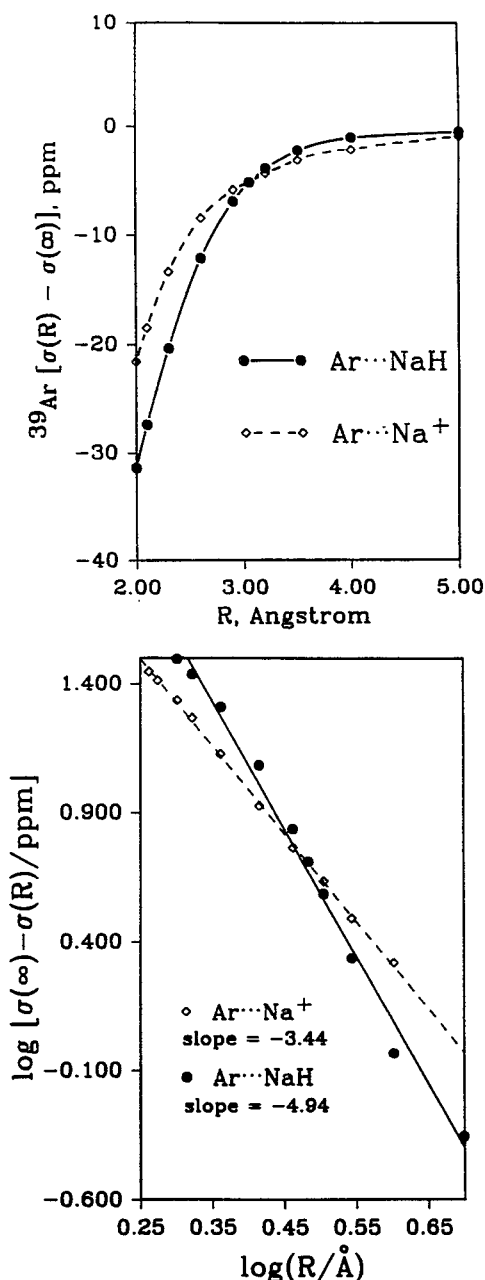 10
0
-10
-20
-30
-40
³⁹Ar [σ(R) − σ(∞)], ppm
Ar···NaH
Ar···Na⁺
2.00 3.00 4.00 5.00
R, Angstrom
1.400
0.900
0.400
-0.100
-0.600
log [σ(∞)−σ(R)/ppm]
Ar···Na⁺
slope = −3.44
Ar···NaH
slope = −4.94
0.25 0.35 0.45 0.55 0.65
log(R/Å)